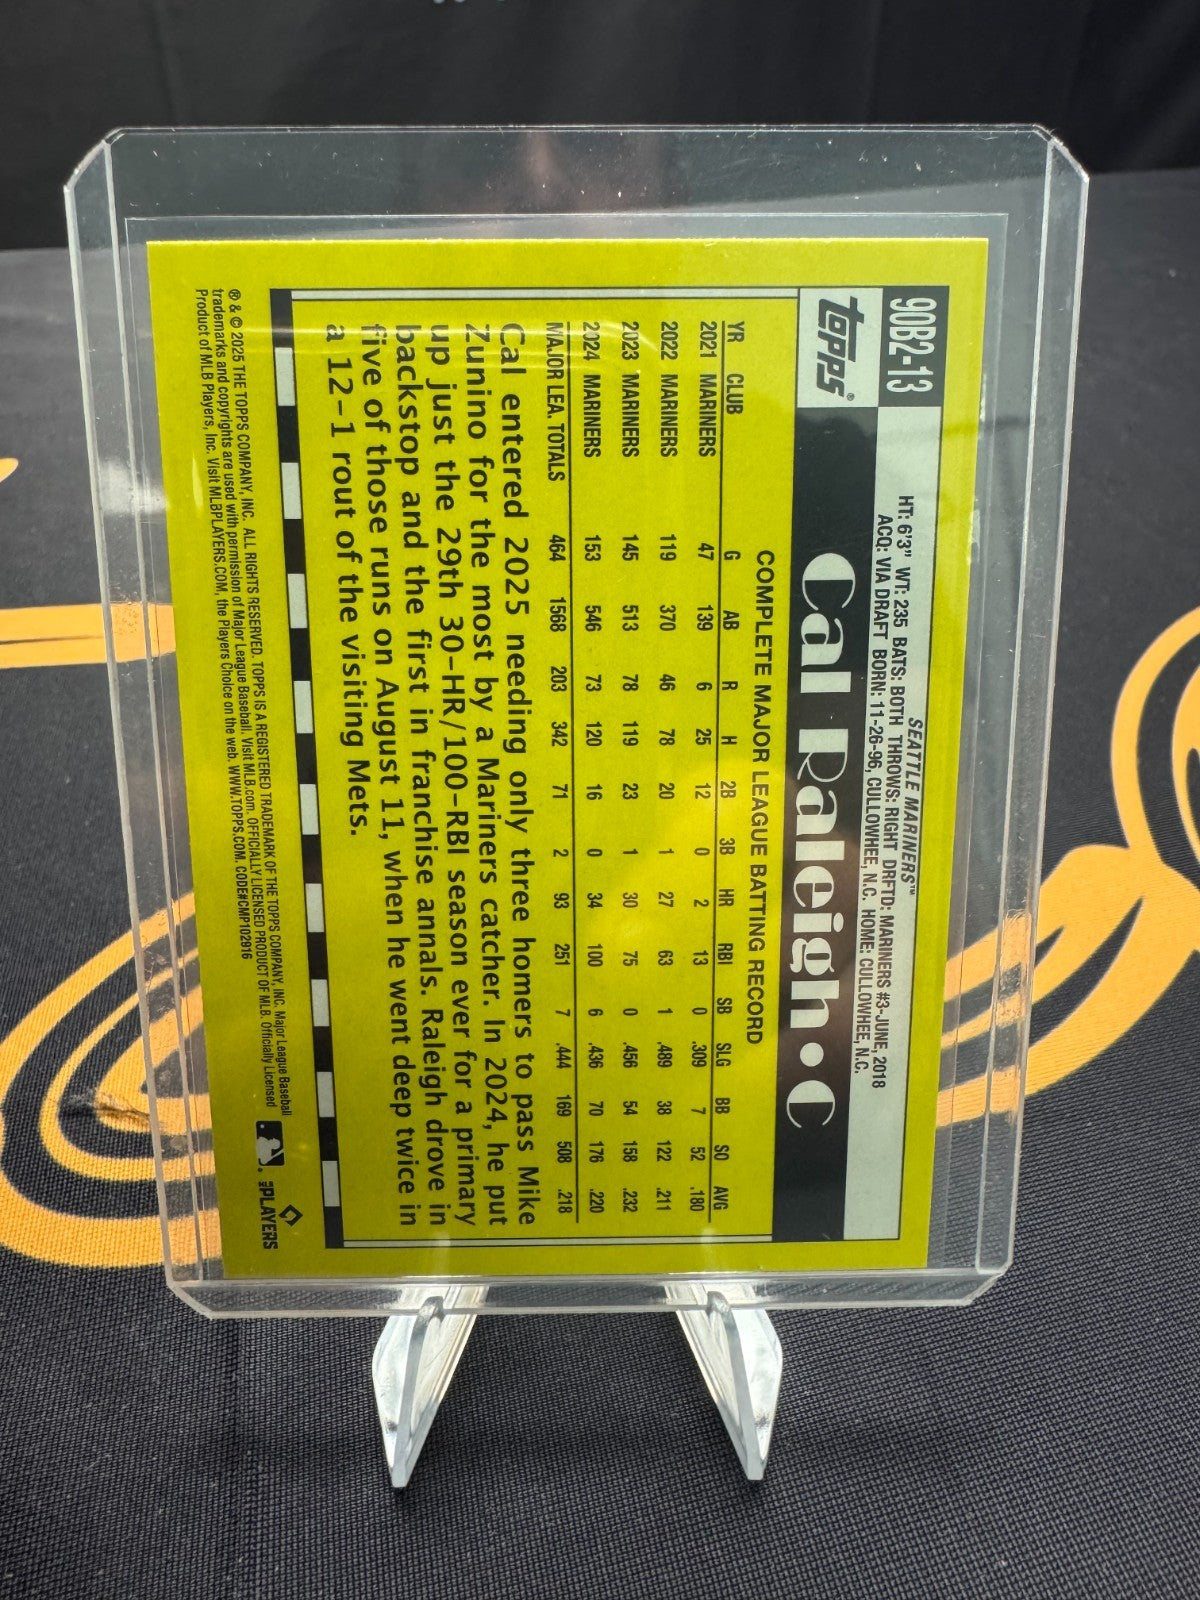 90B2-13
topps®
SEATTLE MARINERS™
HT: 6'3" WT: 235 BATS: BOTH THROWS: RIGHT DRFTD: MARINERS #3-JUNE, 2018
ACQ: VIA DRAFT BORN: 11-26-96, CULLOWHEE, N.C. HOME: CULLOWHEE, N.C.
Cal Raleigh • C
COMPLETE MAJOR LEAGUE BATTING RECORD
YR CLUB G AB R H 2B 3B HR RBI SB SLG BB SO AVG
2021 MARINERS 47 139 6 25 12 0 2 13 0 .309 7 52 .180
2022 MARINERS 119 370 46 78 20 1 27 63 1 .489 38 122 .211
2023 MARINERS 145 513 78 119 23 1 30 75 0 .456 54 158 .232
2024 MARINERS 153 546 73 120 16 0 34 100 6 .436 70 176 .220
MAJOR LEA. TOTALS 464 1568 203 342 71 2 93 251 7 .444 169 508 .218
Cal entered 2025 needing only three homers to pass Mike
Zunino for the most by a Mariners catcher. In 2024, he put
up just the 29th 30-HR/100-RBI season ever for a primary
backstop and the first in franchise annals. Raleigh drove in
five of those runs on August 11, when he went deep twice in
a 12-1 rout of the visiting Mets.
® & © 2025 THE TOPPS COMPANY, INC. ALL RIGHTS RESERVED. TOPPS IS A REGISTERED TRADEMARK OF THE TOPPS COMPANY, INC. Major League Baseball
trademarks and copyrights are used with permission of Major League Baseball. Visit MLB.com. OFFICIALLY LICENSED PRODUCT OF MLB. Officially Licensed
Product of MLB Players, Inc. Visit MLBPLAYERS.COM, the Players Choice on the web. WWW.TOPPS.COM. CODE#CMP102916
MLB PLAYERS